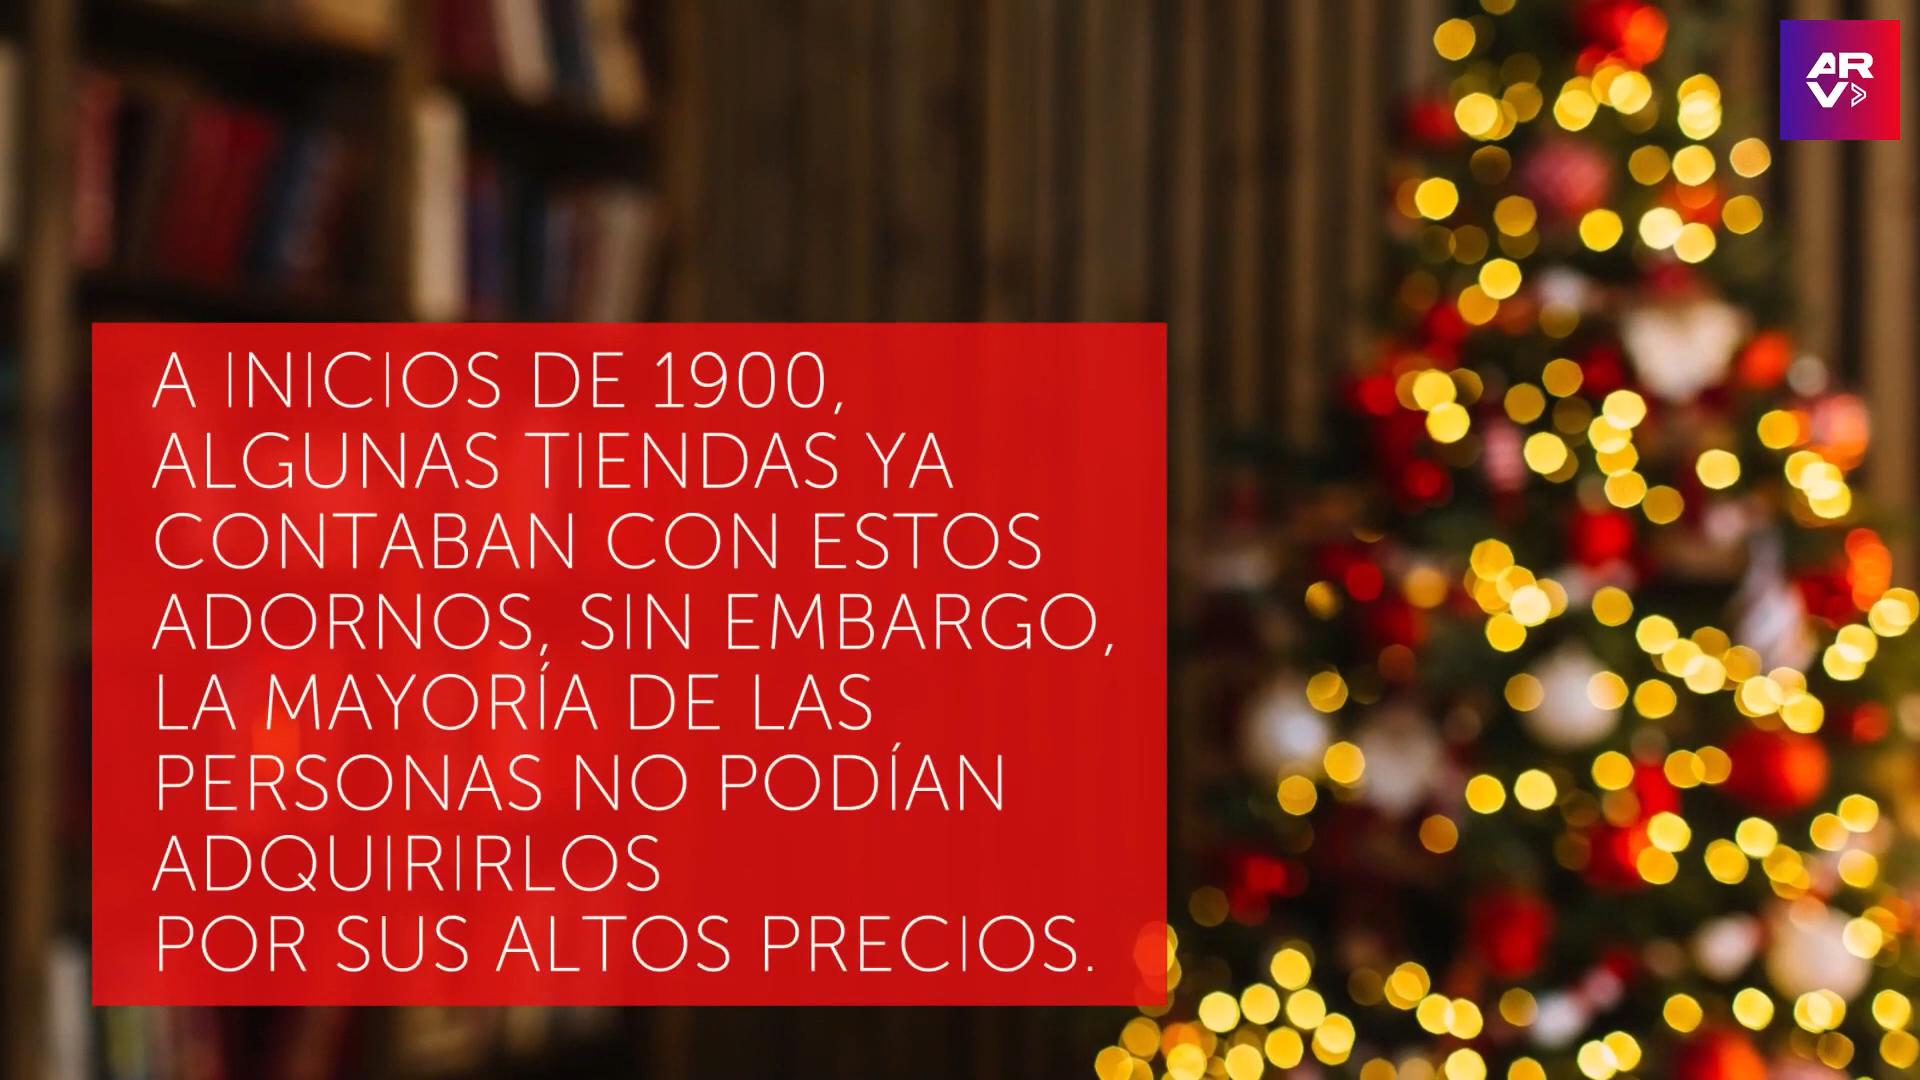 AR
V
A INICIOS DE 1900,
ALGUNAS TIENDAS YA
CONTABAN CON ESTOS
ADORNOS, SIN EMBARGO,
LA MAYORÍA DE LAS
PERSONAS NO PODÍAN
ADQUIRIRLOS
POR SUS ALTOS PRECIOS.